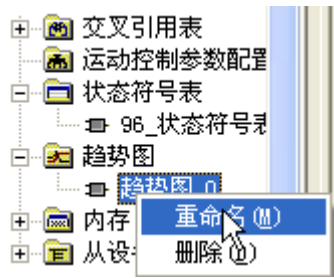 交叉引用表
运动控制参数配置
状态符号表
96_状态符号表
趋势图
趋势图_0
重命名(M)
内存
删除(D)
从设